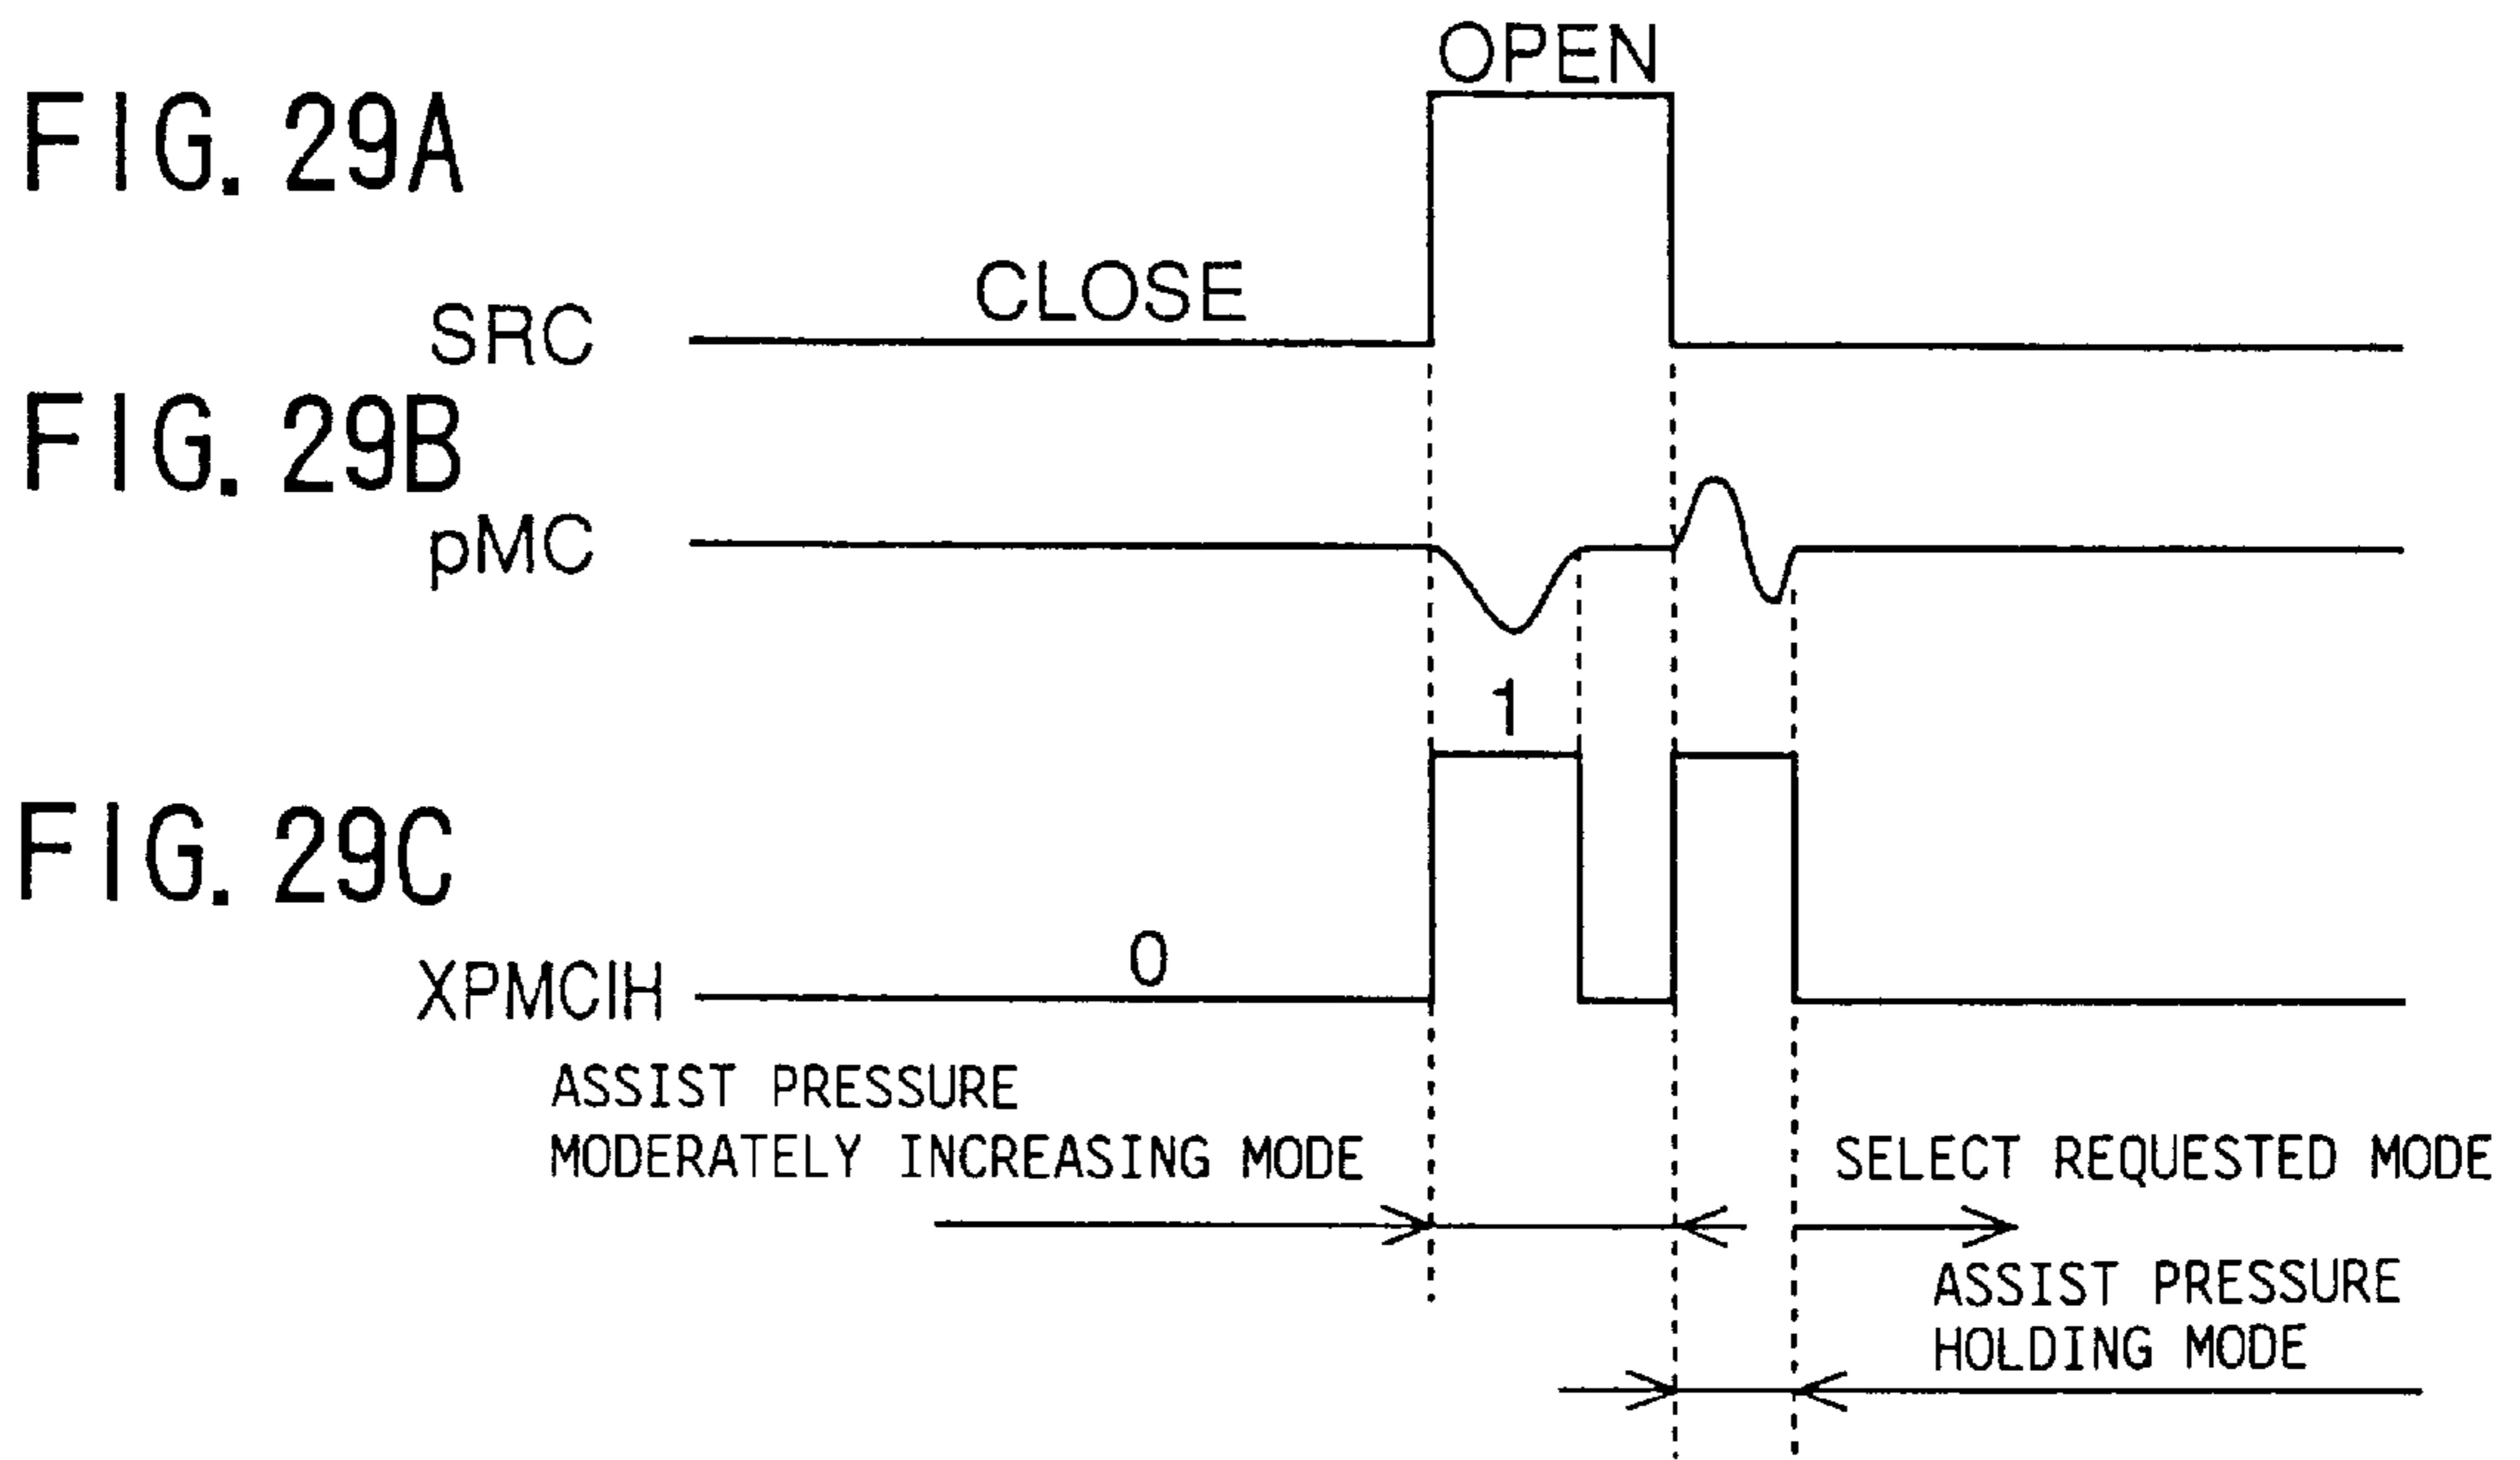 OPEN
FIG. 29A
CLOSE
SRC
FIG. 29B
pMC
1
FIG. 29C
0
XPMCIH
ASSIST PRESSURE
MODERATELY INCREASING MODE
SELECT REQUESTED MODE
ASSIST PRESSURE
HOLDING MODE